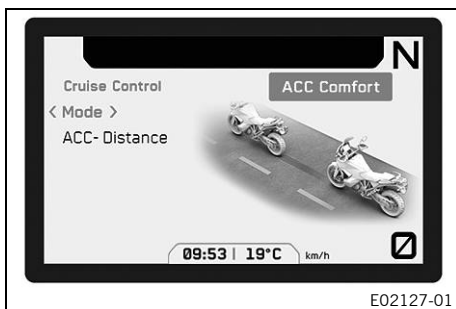 N
Cruise Control
ACC Comfort
< Mode >
ACC- Distance
09:53 | 19°C km/h
E02127-01